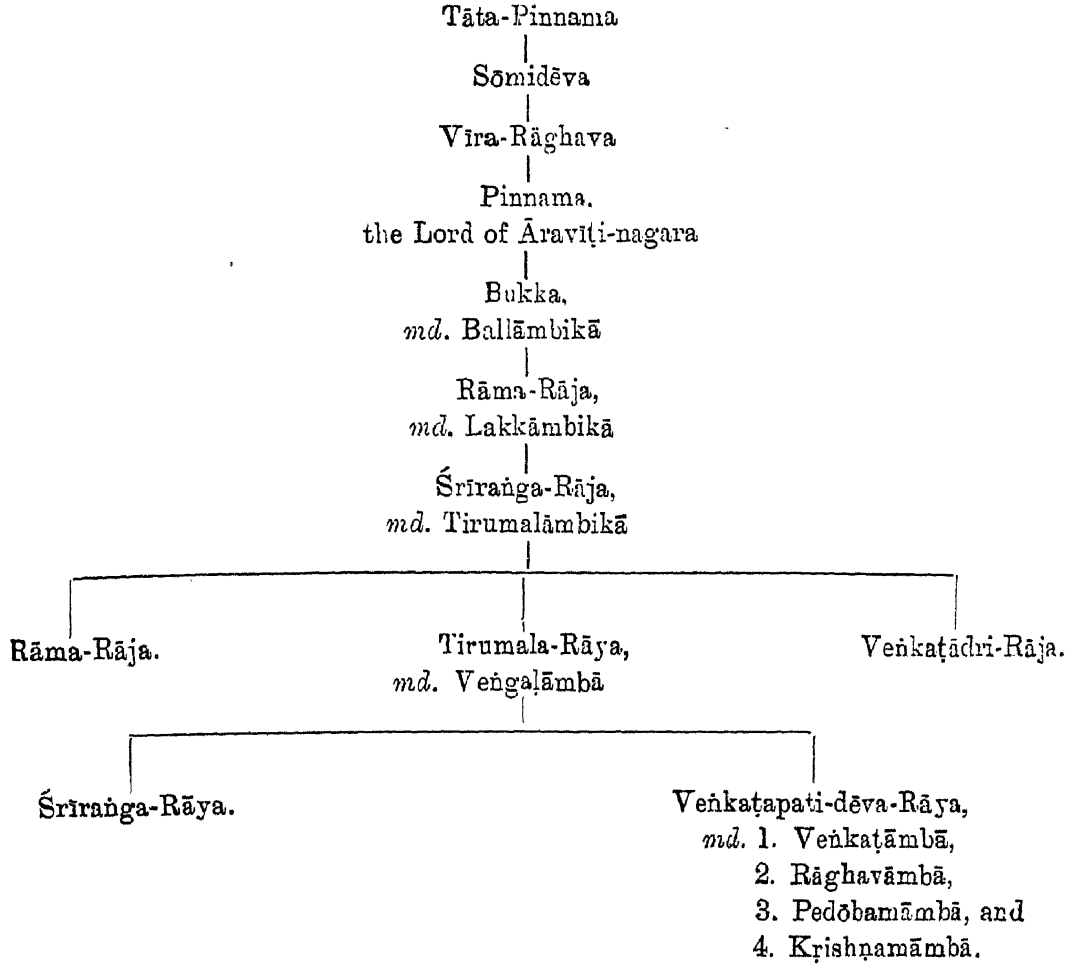 Tāta-Pinnama
Sōmidēva
Vīra-Rāghava
Pinnama.
the Lord of Āravīṭi-nagara
Bukka,
md. Ballāmbikā
Rāma-Rāja,
md. Lakkāmbikā
Śrīraṅga-Rāja,
md. Tirumalāmbikā
Rāma-Rāja. Tirumala-Rāya, Veṅkaṭādri-Rāja.
md. Veṅgaḷāmbā
Śrīraṅga-Rāya. Veṅkaṭapati-dēva-Rāya,
md. 1. Veṅkaṭāmbā,
2. Rāghavāmbā,
3. Pedōbamāmbā, and
4. Kṛishṇamāmbā.